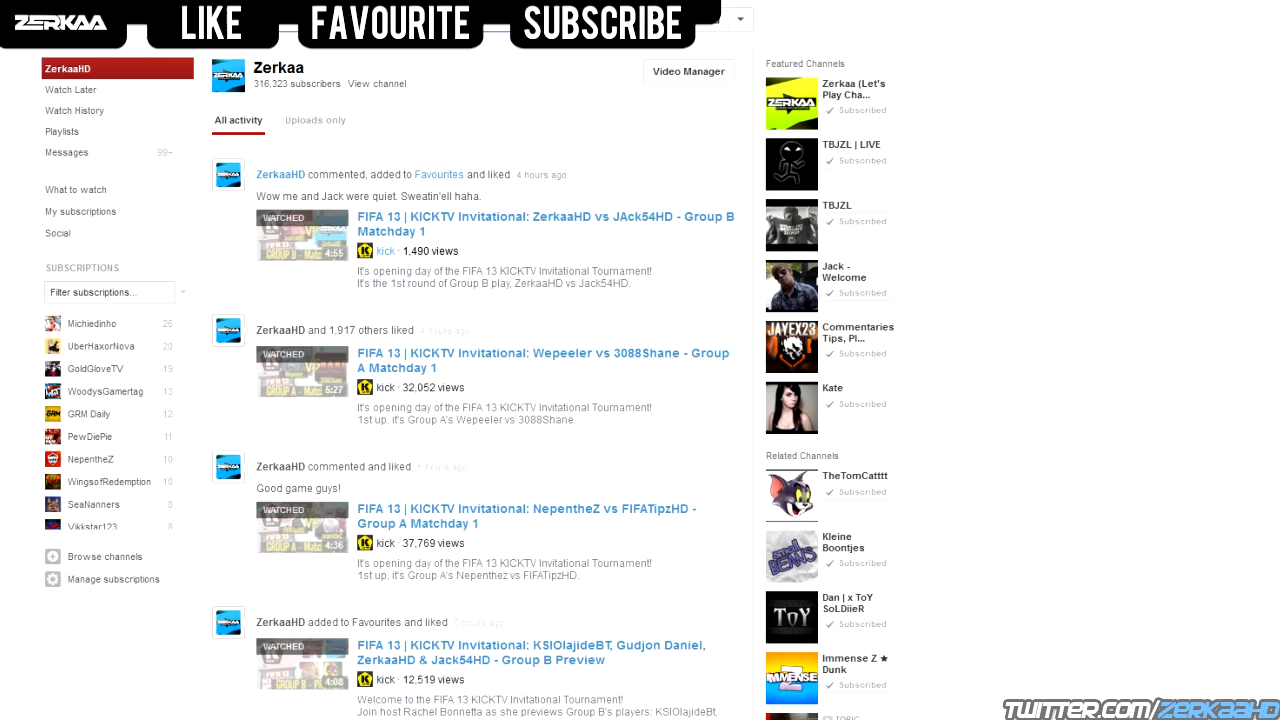 ZERKAA
LIKE
FAVOURITE
SUBSCRIBE
ZerkaaHD
Watch Later
Watch History
Playlists
Messages 99+
What to watch
My subscriptions
Social
SUBSCRIPTIONS
Filter subscriptions...
Michiedinho 26
UberHaxorNova 20
GoldGloveTV 19
WoodysGamertag 13
GRM Daily 12
PewDiePie 11
NepentheZ 10
WingsofRedemption 10
SeaNanners 8
Vikkstar123 8
Browse channels
Manage subscriptions
Zerkaa
316,323 subscribers View channel
Video Manager
All activity Uploads only
ZerkaaHD commented, added to Favourites and liked 4 hours ago
Wow me and Jack were quiet. Sweatin'ell haha.
WATCHED
4:55
FIFA 13 | KICKTV Invitational: ZerkaaHD vs JAck54HD - Group B
Matchday 1
kick · 1,490 views
It's opening day of the FIFA 13 KICKTV Invitational Tournament!
It's the 1st round of Group B play, ZerkaaHD vs Jack54HD.
ZerkaaHD and 1,917 others liked 4 hours ago
WATCHED
5:27
FIFA 13 | KICKTV Invitational: Wepeeler vs 3088Shane - Group
A Matchday 1
kick · 32,052 views
It's opening day of the FIFA 13 KICKTV Invitational Tournament!
1st up, it's Group A's Wepeeler vs 3088Shane.
ZerkaaHD commented and liked hours ago
Good game guys!
WATCHED
4:36
FIFA 13 | KICKTV Invitational: NepentheZ vs FIFATipzHD -
Group A Matchday 1
kick · 37,769 views
It's opening day of the FIFA 13 KICKTV Invitational Tournament!
1st up, it's Group A's Nepenthez vs FIFATipzHD.
ZerkaaHD added to Favourites and liked hours ago
WATCHED
4:08
FIFA 13 | KICKTV Invitational: KSIOlajideBT, Gudjon Daniel,
ZerkaaHD & Jack54HD - Group B Preview
kick · 12,519 views
Welcome to the FIFA 13 KICKTV Invitational Tournament!
Join host Rachel Bonnetta as she previews Group B's players: KSIOlajideBT,
Featured Channels
ZERKAA
Zerkaa (Let's
Play Cha...
Subscribed
TBJZL | LIVE
Subscribed
TBJZL
Subscribed
Jack -
Welcome
Subscribed
JAYEX23
Commentaries
Tips, Pl...
Subscribed
Kate
Subscribed
Related Channels
TheTomCatttt
Subscribed
small
BEANS
Kleine
Boontjes
Subscribed
ToY
Dan | x ToY
SoLDiieR
Subscribed
IMMENSE
Z
Immense Z ★
Dunk
Subscribed
TOPIC
TWITTER.COM/ZERKAAHD